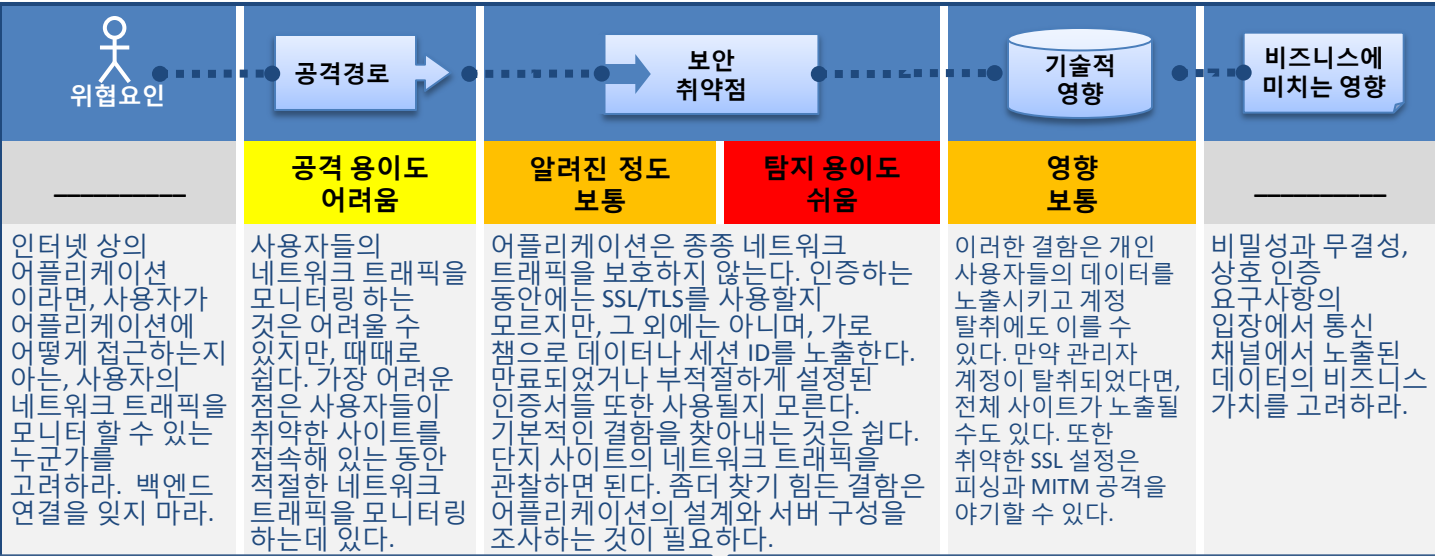 위협요인
공격경로
보안
취약점
기술적
영향
비즈니스에
미치는 영향
__________
공격 용이도
어려움
알려진 정도
보통
탐지 용이도
쉬움
영향
보통
__________
인터넷 상의
어플리케이션
이라면, 사용자가
어플리케이션에
어떻게 접근하는지
아는, 사용자의
네트워크 트래픽을
모니터 할 수 있는
누군가를
고려하라. 백엔드
연결을 잊지 마라.
사용자들의
네트워크 트래픽을
모니터링 하는
것은 어려울 수
있지만, 때때로
쉽다. 가장 어려운
점은 사용자들이
취약한 사이트를
접속해 있는 동안
적절한 네트워크
트래픽을 모니터링
하는데 있다.
어플리케이션은 종종 네트워크
트래픽을 보호하지 않는다. 인증하는
동안에는 SSL/TLS를 사용할지
모르지만, 그 외에는 아니며, 가로
챔으로 데이터나 세션 ID를 노출한다.
만료되었거나 부적절하게 설정된
인증서들 또한 사용될지 모른다.
기본적인 결함을 찾아내는 것은 쉽다.
단지 사이트의 네트워크 트래픽을
관찰하면 된다. 좀더 찾기 힘든 결함은
어플리케이션의 설계와 서버 구성을
조사하는 것이 필요하다.
이러한 결함은 개인
사용자들의 데이터를
노출시키고 계정
탈취에도 이를 수
있다. 만약 관리자
계정이 탈취되었다면,
전체 사이트가 노출될
수도 있다. 또한
취약한 SSL 설정은
피싱과 MITM 공격을
야기할 수 있다.
비밀성과 무결성,
상호 인증
요구사항의
입장에서 통신
채널에서 노출된
데이터의 비즈니스
가치를 고려하라.